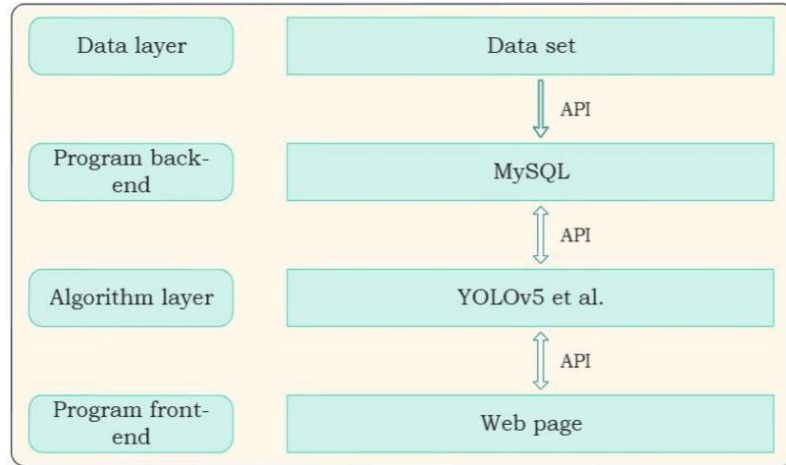 Data layer
Data set
API
Program back-
end
MySQL
API
Algorithm layer
YOLOv5 et al.
API
Program front-
end
Web page